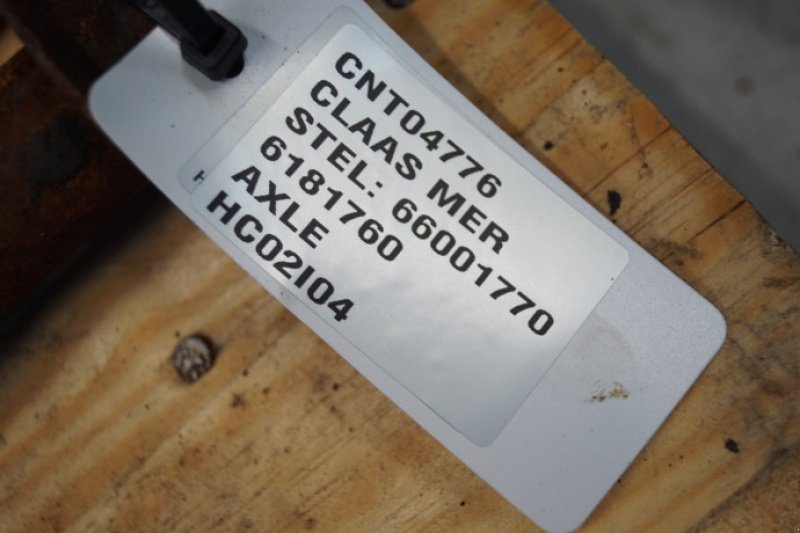 CNT04776
CLAAS MER
STEL: 66001770
6181760
AXLE
HC02I04